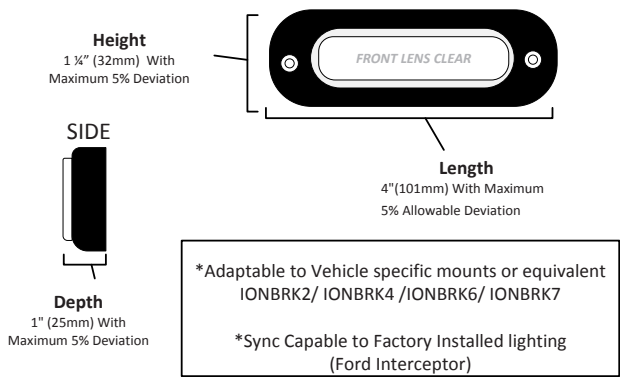 Height
1 ¼" (32mm) With
Maximum 5% Deviation
FRONT LENS CLEAR
SIDE
Length
4"(101mm) With Maximum
5% Allowable Deviation
Depth
1" (25mm) With
Maximum 5% Deviation
*Adaptable to Vehicle specific mounts or equivalent
IONBRK2/ IONBRK4 /IONBRK6/ IONBRK7
*Sync Capable to Factory Installed lighting
(Ford Interceptor)